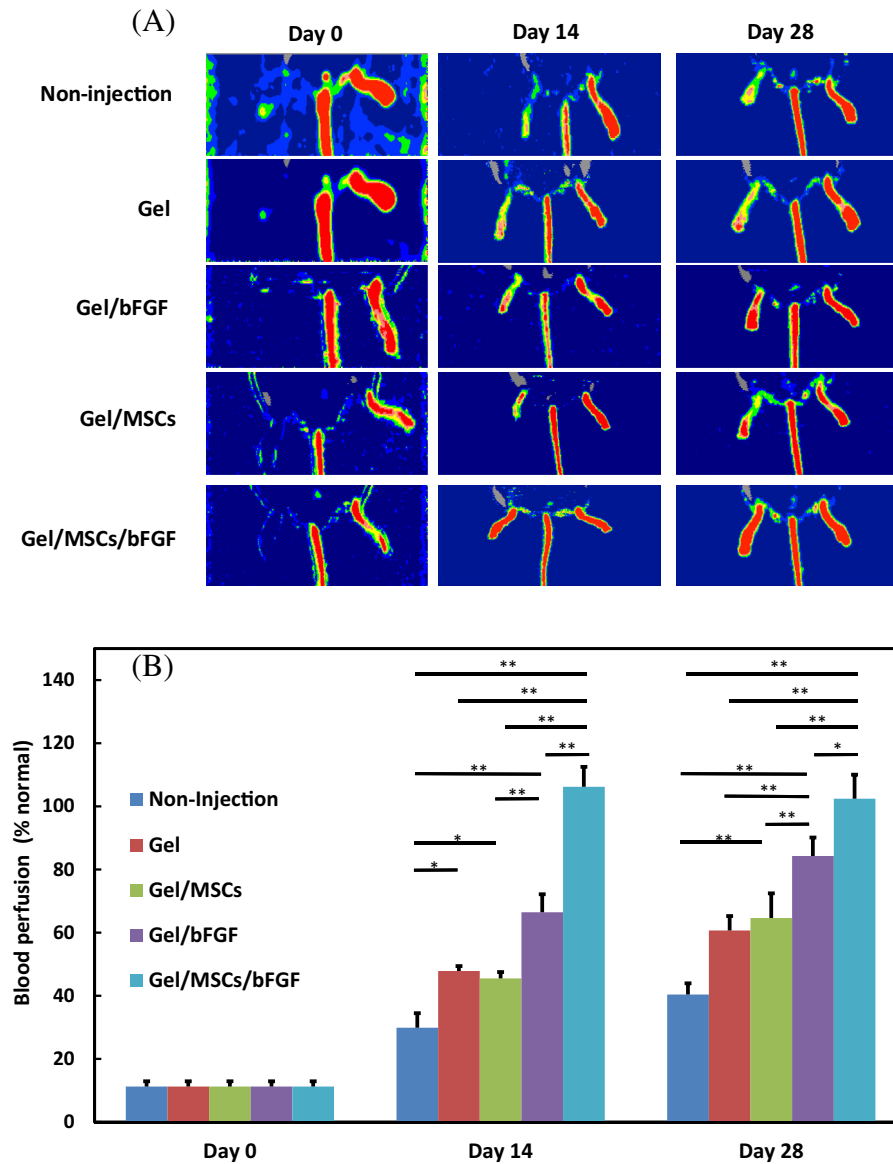 (A)
Day 0 Day 14 Day 28
Non-injection
Gel
Gel/bFGF
Gel/MSCs
Gel/MSCs/bFGF
(B)
Blood perfusion (% normal)
140
120
100
80
60
40
20
0
Non-Injection
Gel
Gel/MSCs
Gel/bFGF
Gel/MSCs/bFGF
** **
** **
** **
** *
** **
** **
* **
* **
Day 0 Day 14 Day 28